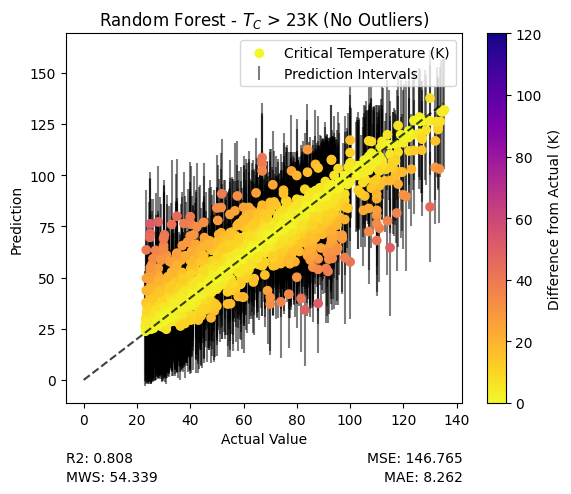 Random Forest - T_C > 23K (No Outliers)
Critical Temperature (K)
Prediction Intervals
Prediction
150
125
100
75
50
25
0
0
20
40
60
80
100
120
140
Actual Value
120
100
80
60
40
20
0
Difference from Actual (K)
R2: 0.808
MSE: 146.765
MWS: 54.339
MAE: 8.262